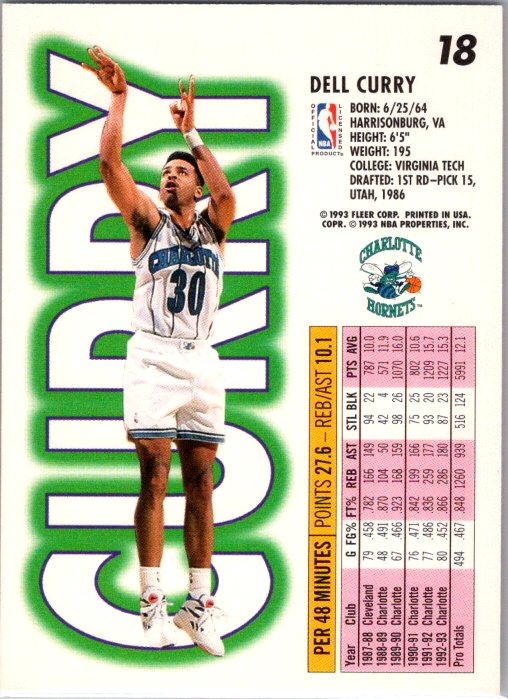 18
DELL CURRY
OFFICIAL LICENSED
NBA
PRODUCT®
BORN: 6/25/64
HARRISONBURG, VA
HEIGHT: 6'5"
WEIGHT: 195
COLLEGE: VIRGINIA TECH
DRAFTED: 1ST RD–PICK 15,
UTAH, 1986
© 1993 FLEER CORP. PRINTED IN USA.
COPR. © 1993 NBA PROPERTIES, INC.
CHARLOTTE
HORNETS™
CURRY
CHARLOTTE
30
PER 48 MINUTES | POINTS 27.6 – REB/AST 10.1
Year Club G FG% FT% REB AST STL BLK PTS AVG
1987-88 Cleveland 79 .458 .782 166 149 94 22 787 10.0
1988-89 Charlotte 48 .491 .870 104 50 42 4 571 11.9
1989-90 Charlotte 67 .466 .923 168 159 98 26 1070 16.0
1990-91 Charlotte 76 .471 .842 199 166 75 25 802 10.6
1991-92 Charlotte 77 .486 .836 259 177 93 20 1209 15.7
1992-93 Charlotte 80 .452 .866 286 180 87 23 1227 15.3
Pro Totals 494 .467 .848 1260 939 516 124 5991 12.1